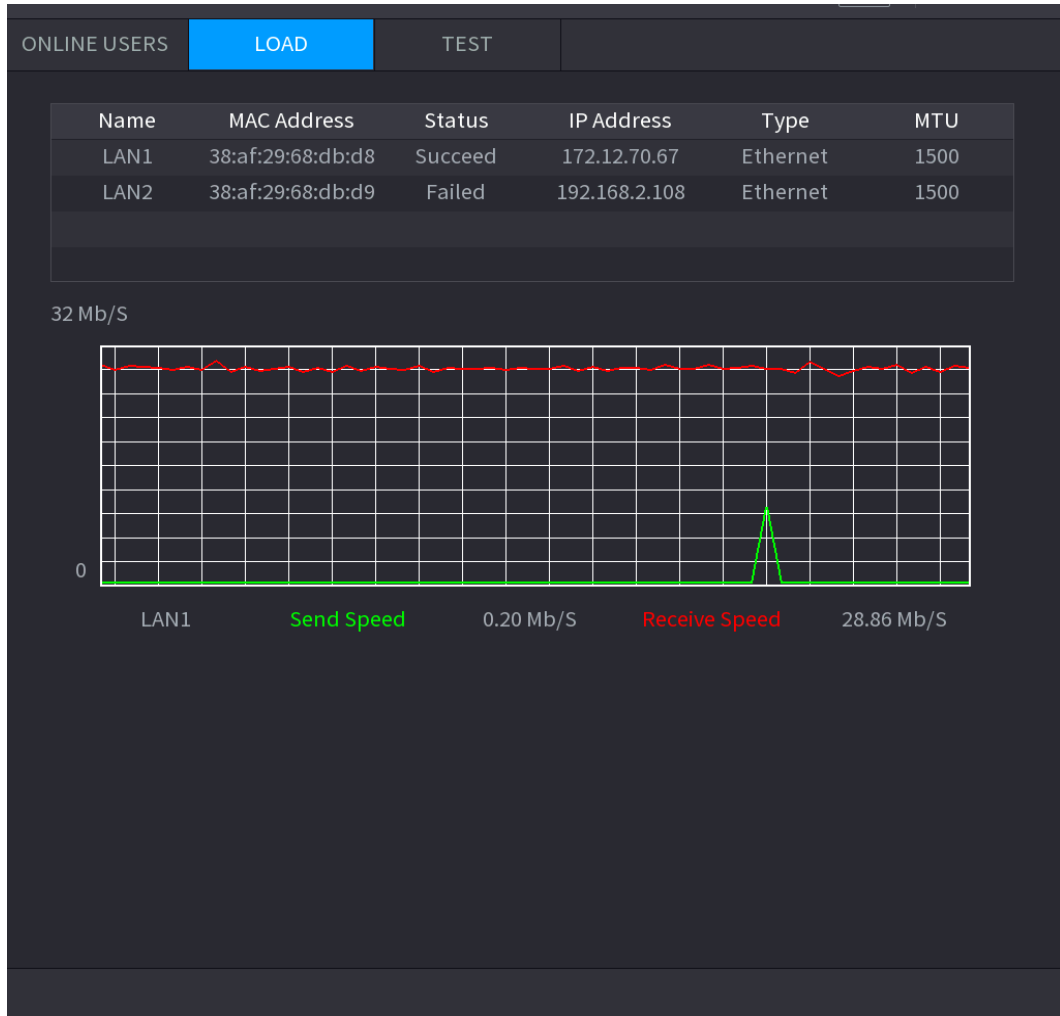 ONLINE USERS LOAD TEST
Name MAC Address Status IP Address Type MTU
LAN1 38:af:29:68:db:d8 Succeed 172.12.70.67 Ethernet 1500
LAN2 38:af:29:68:db:d9 Failed 192.168.2.108 Ethernet 1500
32 Mb/S
0
LAN1 Send Speed 0.20 Mb/S Receive Speed 28.86 Mb/S